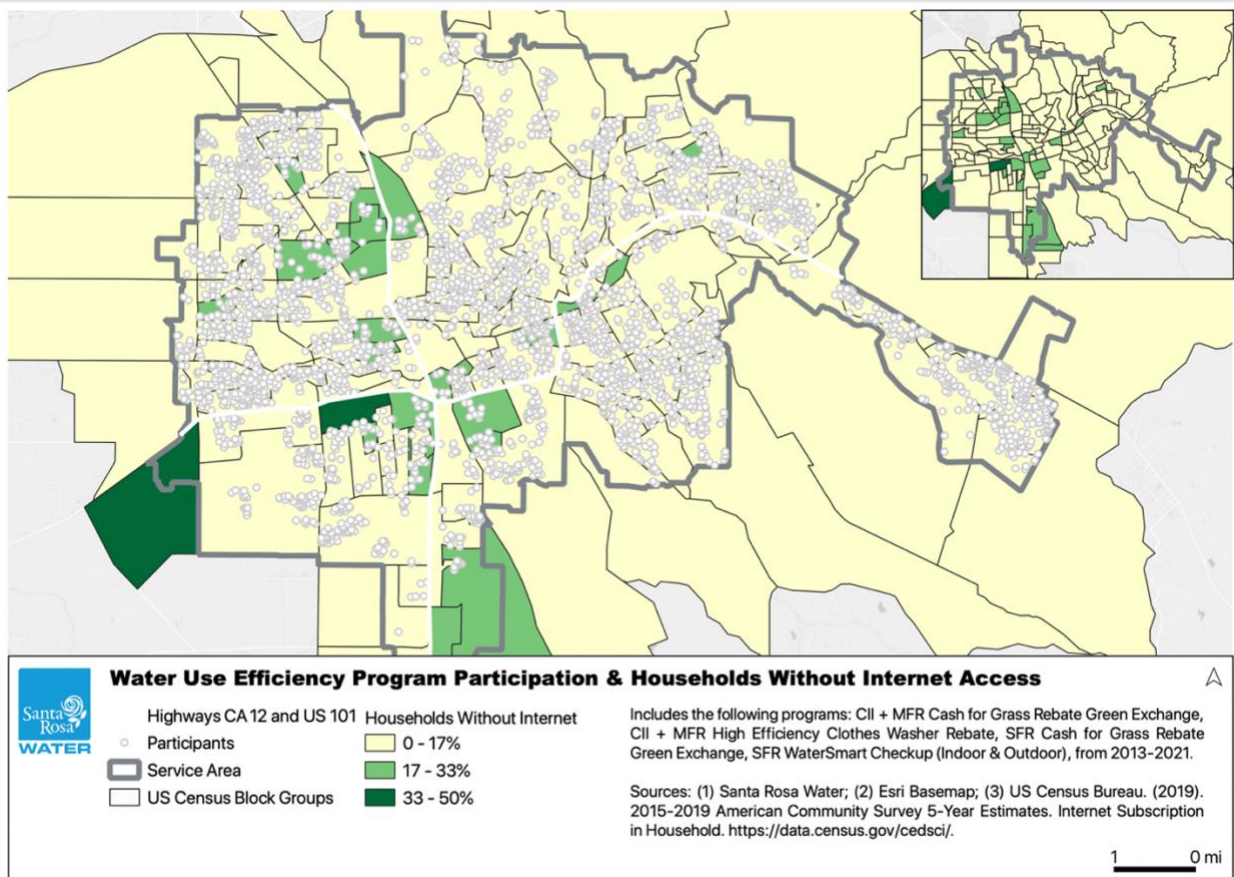 Water Use Efficiency Program Participation & Households Without Internet Access
Santa
Rosa
WATER
Highways CA 12 and US 101
Participants
Service Area
US Census Block Groups
Households Without Internet
0 - 17%
17 - 33%
33 - 50%
Includes the following programs: CII + MFR Cash for Grass Rebate Green Exchange,
CII + MFR High Efficiency Clothes Washer Rebate, SFR Cash for Grass Rebate
Green Exchange, SFR WaterSmart Checkup (Indoor & Outdoor), from 2013-2021.
Sources: (1) Santa Rosa Water; (2) Esri Basemap; (3) US Census Bureau. (2019).
2015-2019 American Community Survey 5-Year Estimates. Internet Subscription
in Household. https://data.census.gov/cedsci/.
1 0 mi